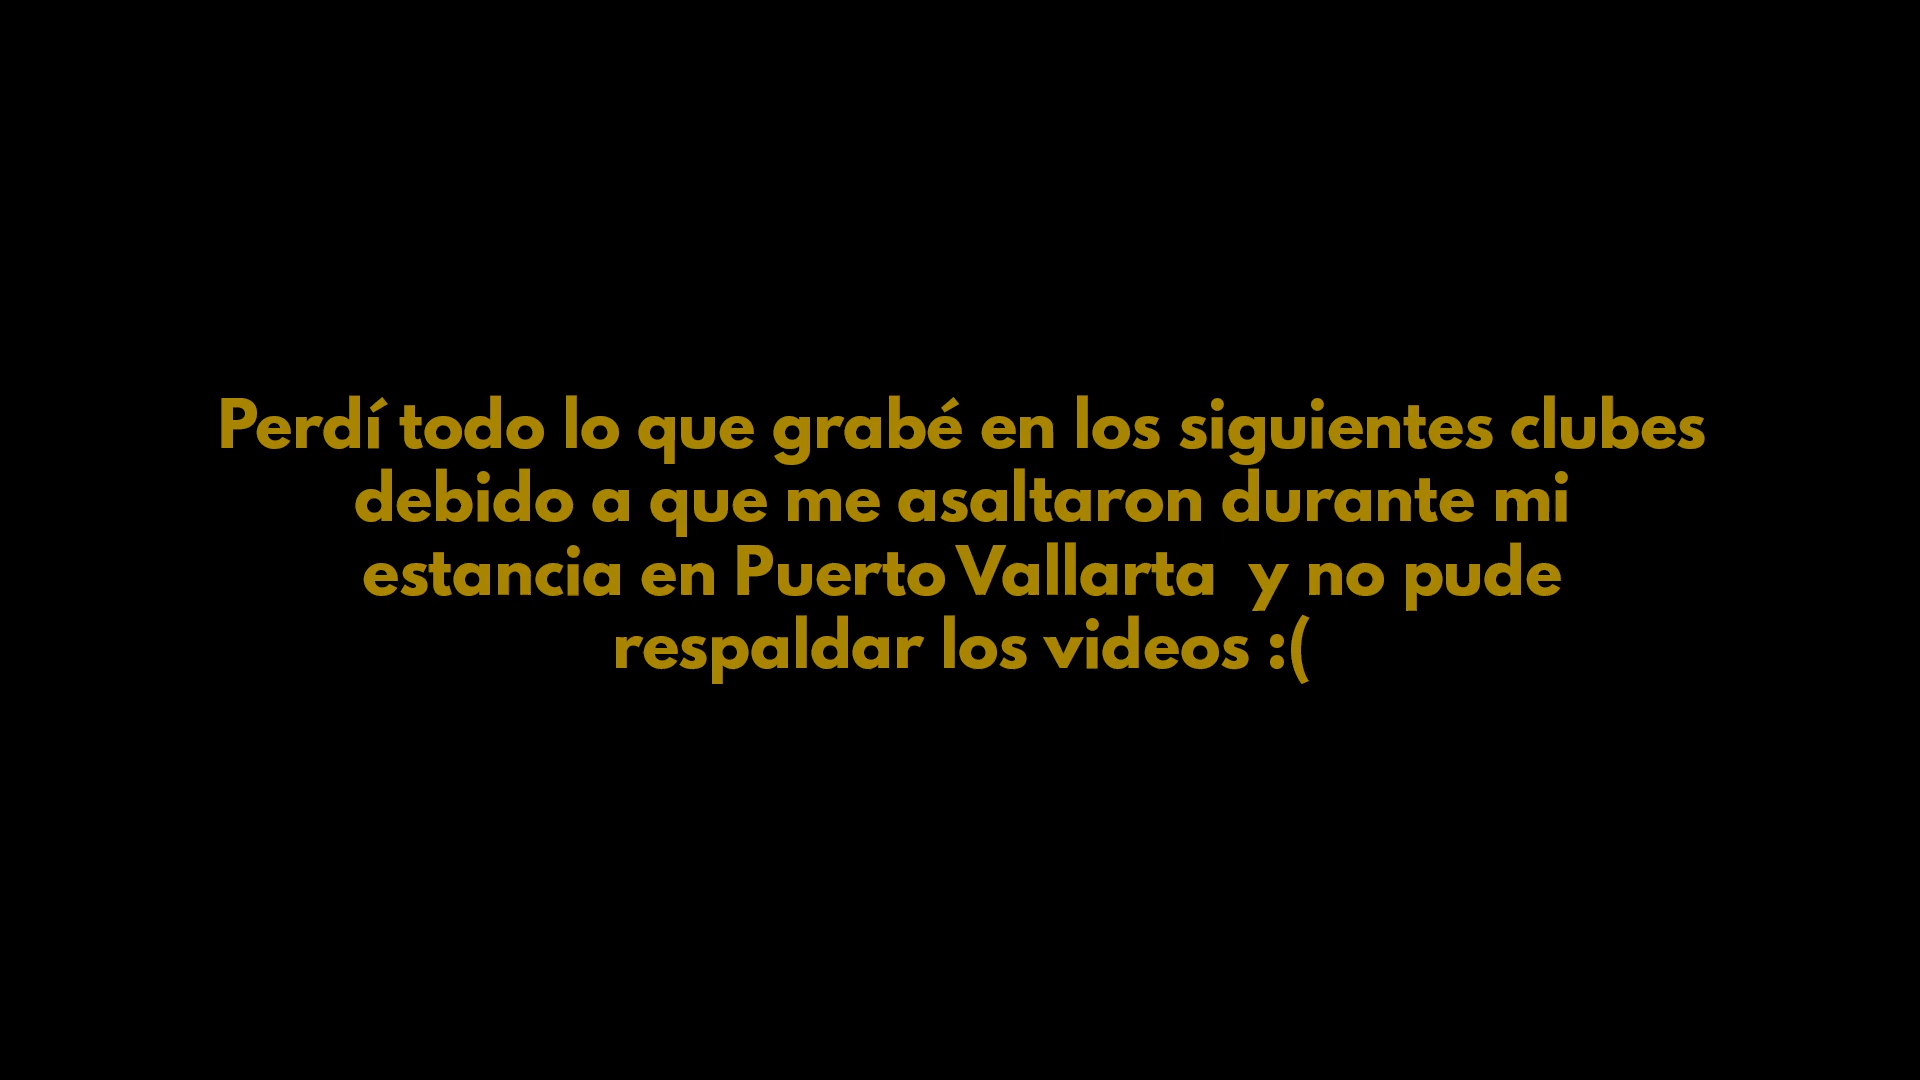 Perdí todo lo que grabé en los siguientes clubes
debido a que me asaltaron durante mi
estancia en Puerto Vallarta  y no pude
respaldar los videos :(